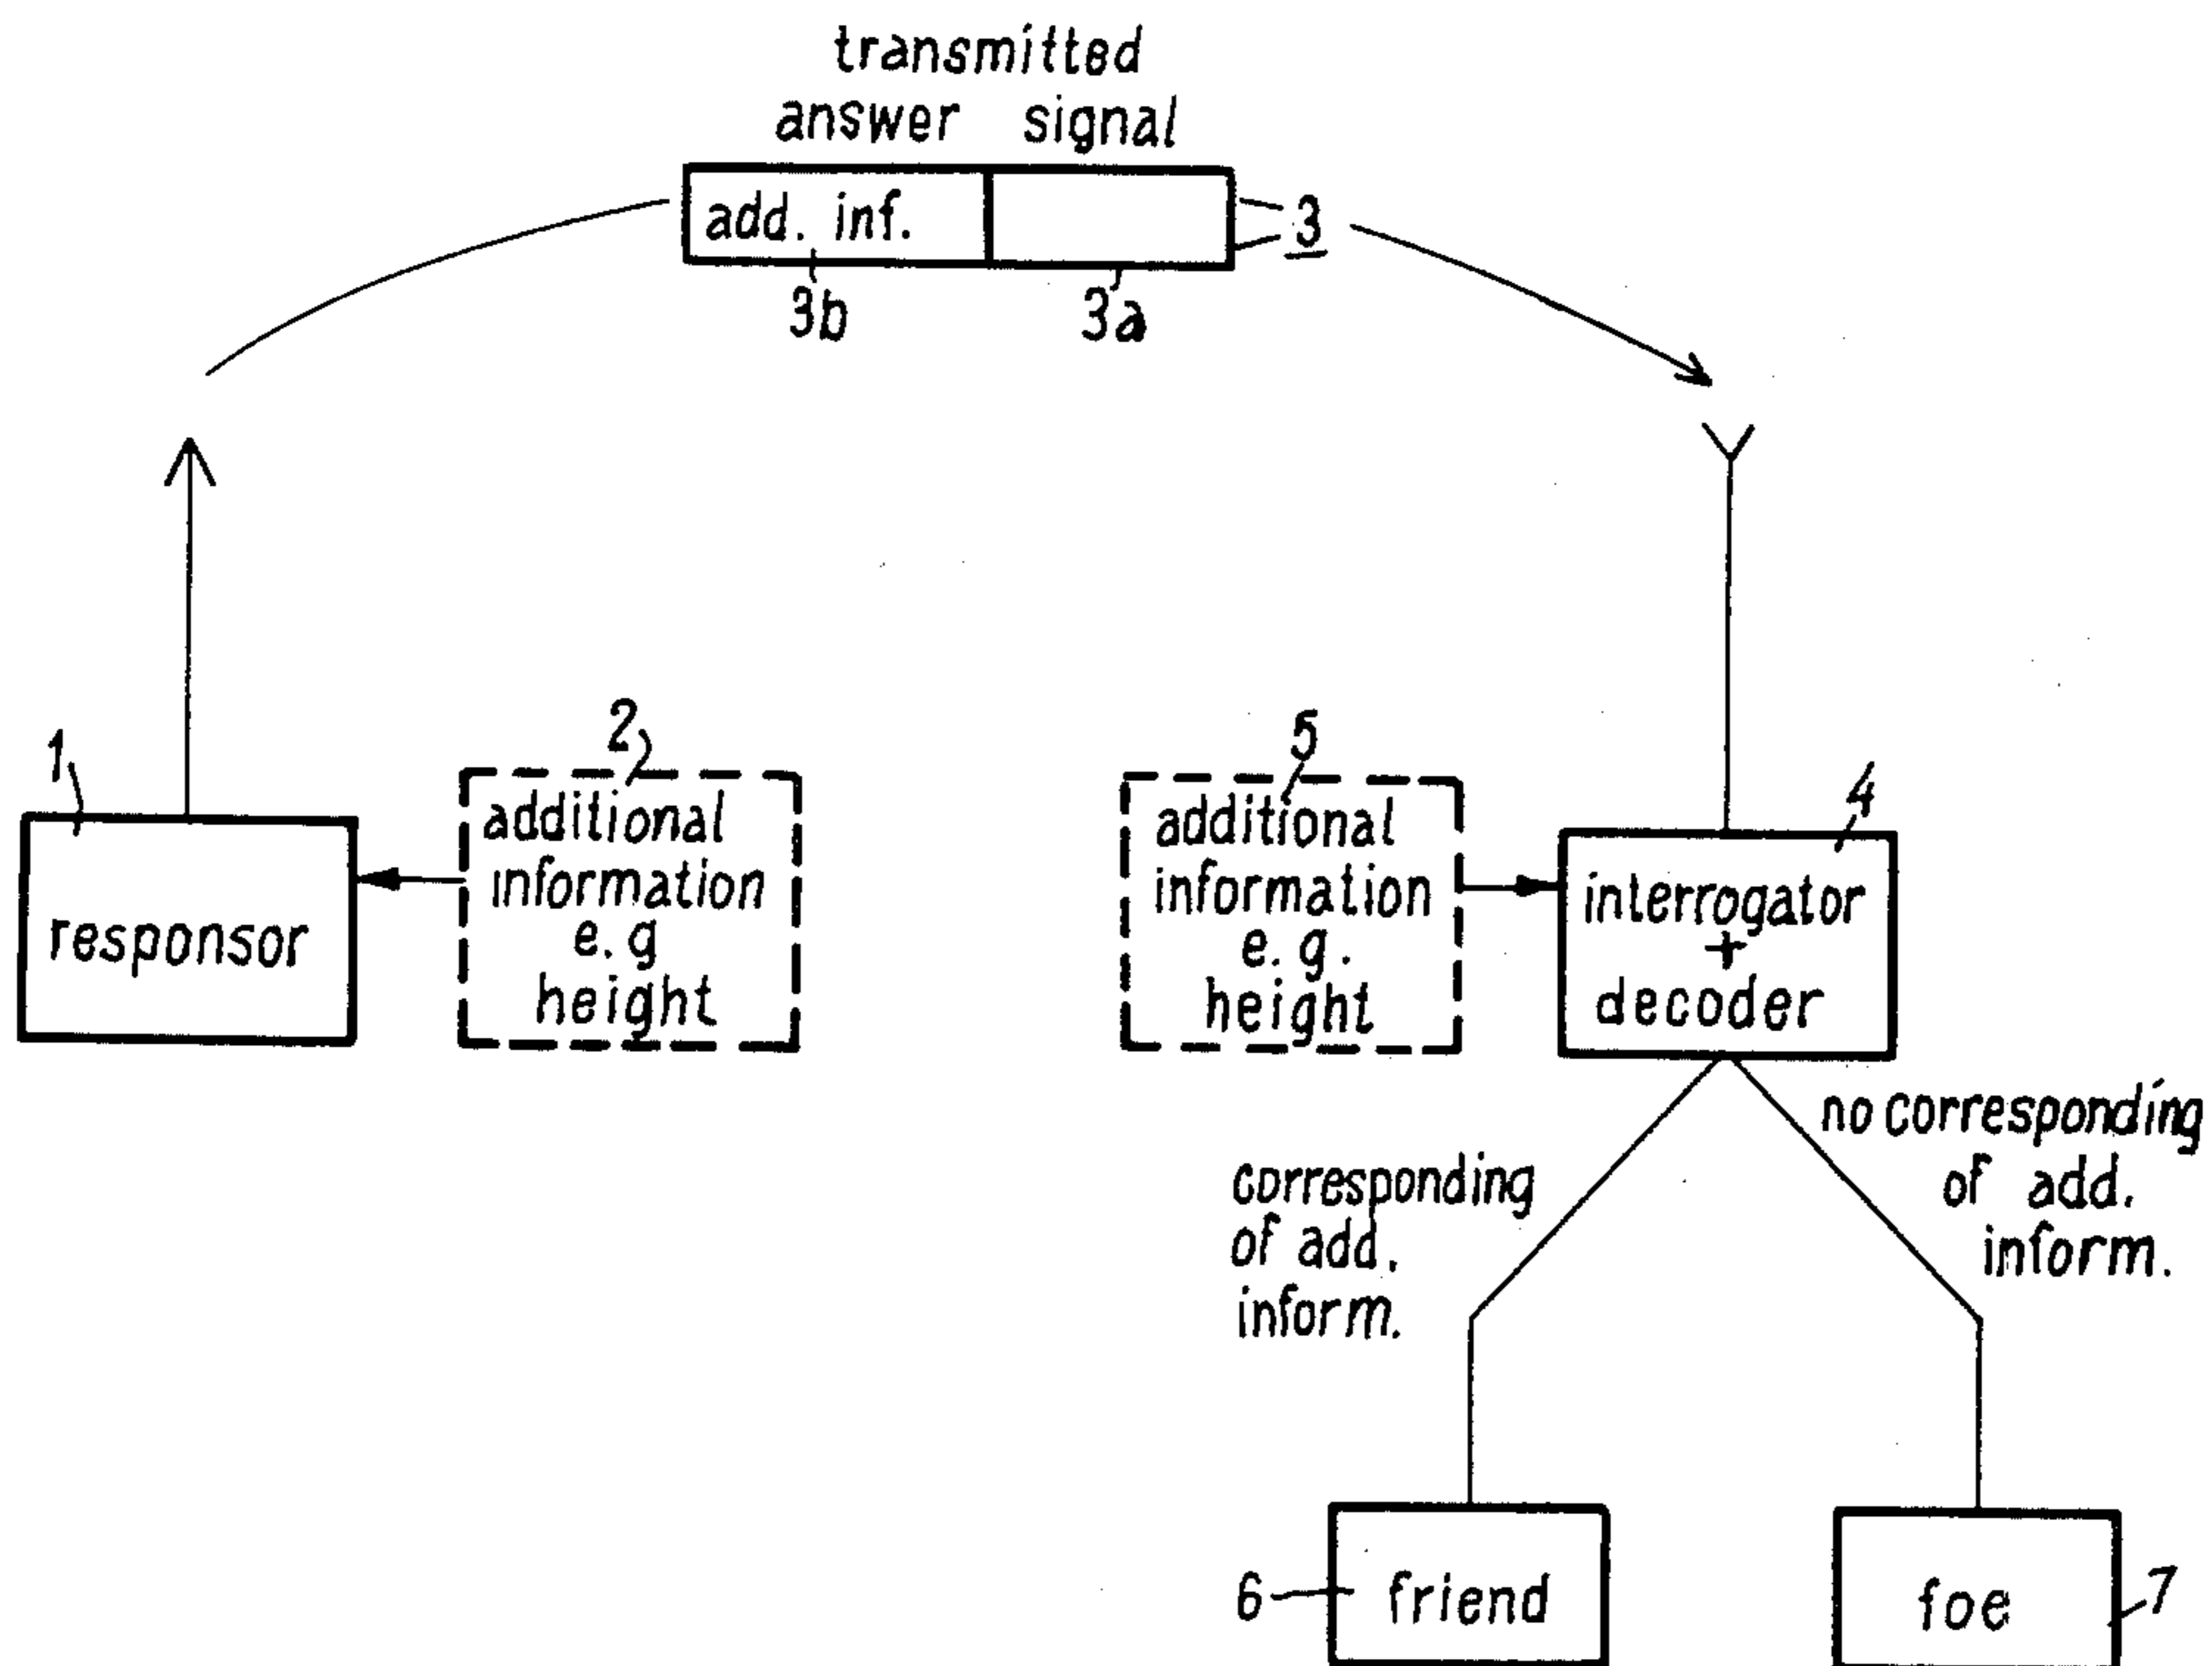 transmitted
answer signal
add. inf.
3
3b
3a
1
responsor
2
additional
information
e.g
height
5
additional
information
e.g.
height
4
interrogator
+
decoder
corresponding
of add.
inform.
no corresponding
of add.
inform.
6
friend
foe
7